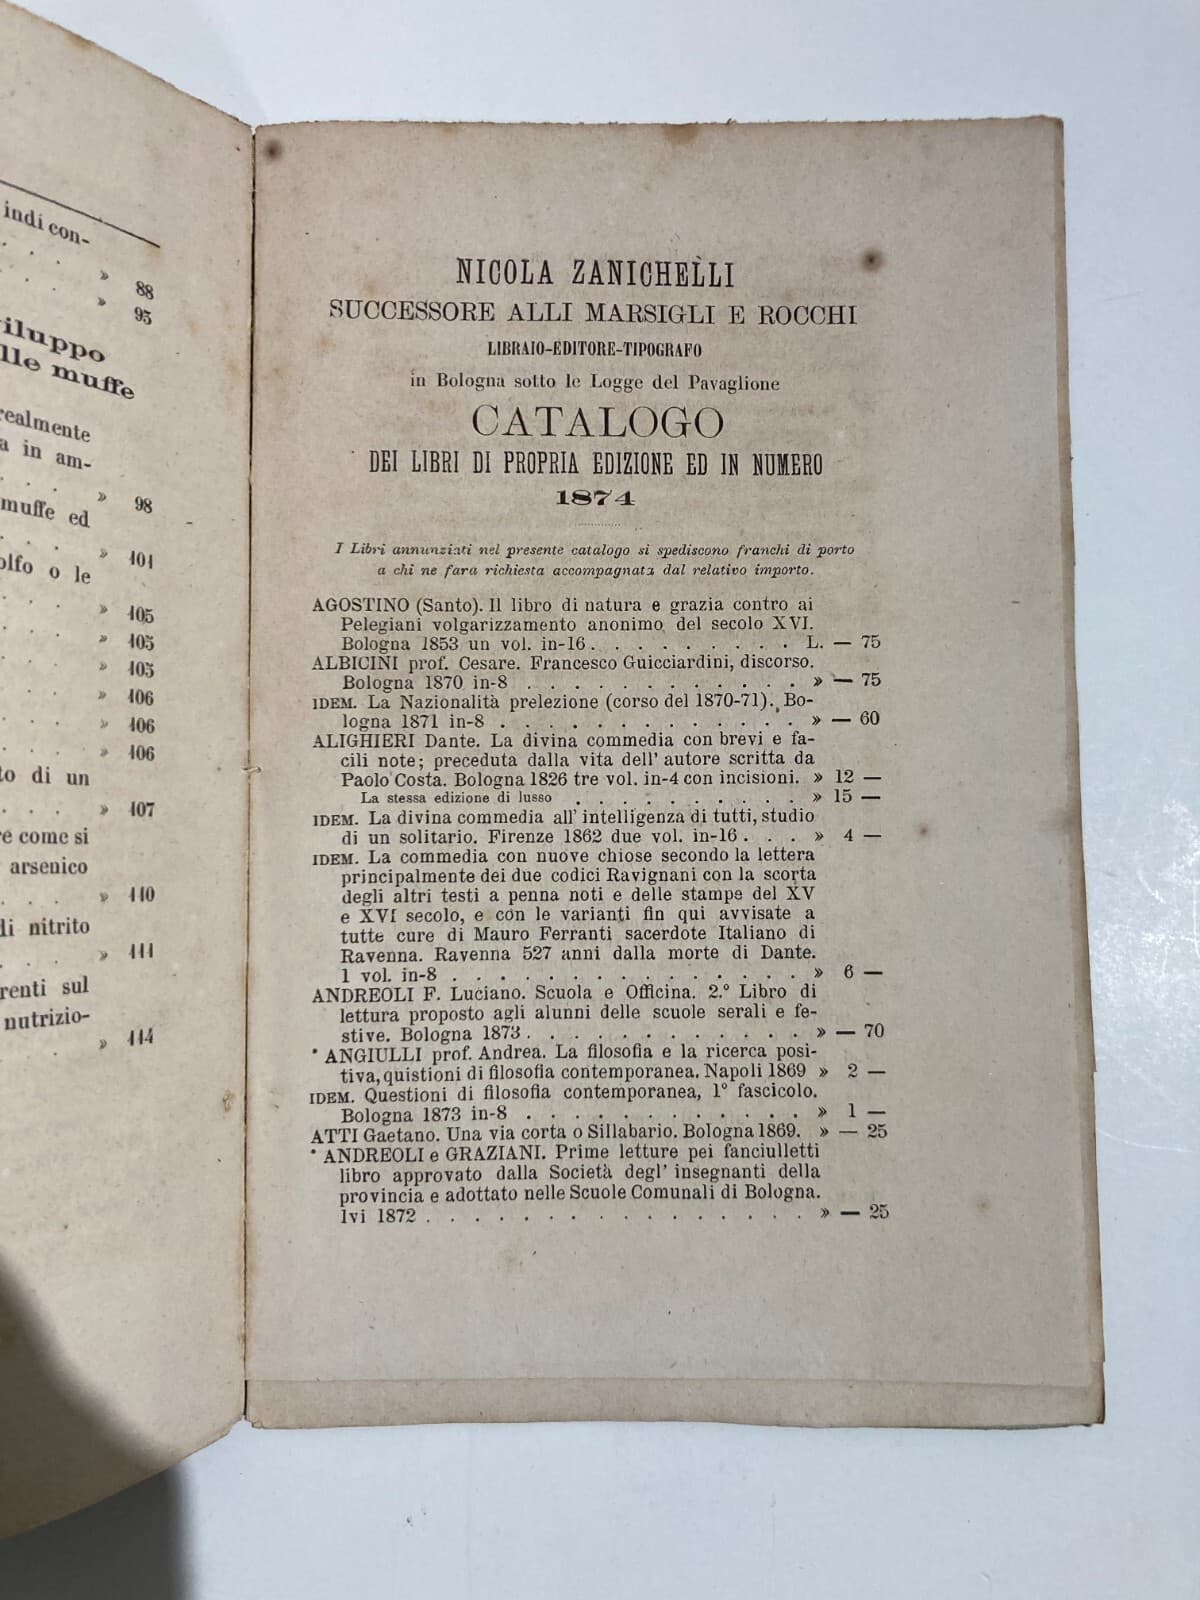 indi con-
. . . » 88
. . . » 95
iluppo
lle muffe
realmente
a in am-
. . . » 98
muffe ed
. . . » 101
olfo o le
. . . » 105
. . . » 105
. . . » 105
. . . » 106
. . . » 106
. . . » 106
to di un
. . . » 107
re come si
arsenico
. . . » 110
di nitrito
. . . » 111
renti sul
nutrizio-
. . . » 114
NICOLA ZANICHELLI
SUCCESSORE ALLI MARSIGLI E ROCCHI
LIBRAIO-EDITORE-TIPOGRAFO
in Bologna sotto le Logge del Pavaglione
CATALOGO
DEI LIBRI DI PROPRIA EDIZIONE ED IN NUMERO
1874
I Libri annunziati nel presente catalogo si spediscono franchi di porto
a chi ne farà richiesta accompagnata dal relativo importo.
AGOSTINO (Santo). Il libro di natura e grazia contro ai
Pelegiani volgarizzamento anonimo del secolo XVI.
Bologna 1853 un vol. in-16 . . . . . . . . . L. — 75
ALBICINI prof. Cesare. Francesco Guicciardini, discorso.
Bologna 1870 in-8 . . . . . . . . . . . . » — 75
IDEM. La Nazionalità prelezione (corso del 1870-71). Bo-
logna 1871 in-8 . . . . . . . . . . . . . » — 60
ALIGHIERI Dante. La divina commedia con brevi e fa-
cili note; preceduta dalla vita dell' autore scritta da
Paolo Costa. Bologna 1826 tre vol. in-4 con incisioni. » 12 —
La stessa edizione di lusso . . . . . . . . . . » 15 —
IDEM. La divina commedia all' intelligenza di tutti, studio
di un solitario. Firenze 1862 due vol. in-16 . . . » 4 —
IDEM. La commedia con nuove chiose secondo la lettera
principalmente dei due codici Ravignani con la scorta
degli altri testi a penna noti e delle stampe del XV
e XVI secolo, e con le varianti fin qui avvisate a
tutte cure di Mauro Ferranti sacerdote Italiano di
Ravenna. Ravenna 527 anni dalla morte di Dante.
1 vol. in-8 . . . . . . . . . . . . . . . » 6 —
ANDREOLI F. Luciano. Scuola e Officina. 2.° Libro di
lettura proposto agli alunni delle scuole serali e fe-
stive. Bologna 1873 . . . . . . . . . . . » — 70
* ANGIULLI prof. Andrea. La filosofia e la ricerca posi-
tiva, quistioni di filosofia contemporanea. Napoli 1869 » 2 —
IDEM. Questioni di filosofia contemporanea, 1° fascicolo.
Bologna 1873 in-8 . . . . . . . . . . . . » 1 —
ATTI Gaetano. Una via corta o Sillabario. Bologna 1869. » — 25
* ANDREOLI e GRAZIANI. Prime letture pei fanciulletti
libro approvato dalla Società degl' insegnanti della
provincia e adottato nelle Scuole Comunali di Bologna.
Ivi 1872 . . . . . . . . . . . . . . . . » — 25